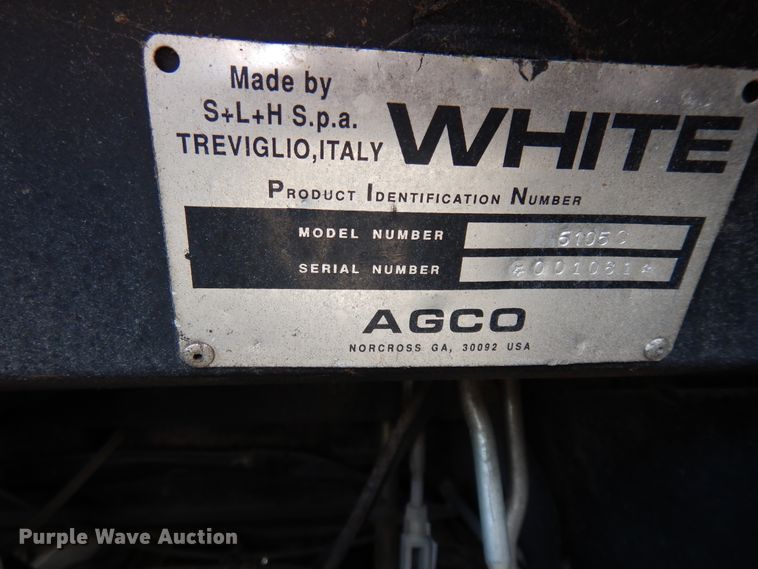 Made by
S+L+H S.p.a.
TREVIGLIO,ITALY
WHITE
PRODUCT IDENTIFICATION NUMBER
MODEL NUMBER
SERIAL NUMBER *001061*
AGCO
NORCROSS GA, 30092 USA
Purple Wave Auction